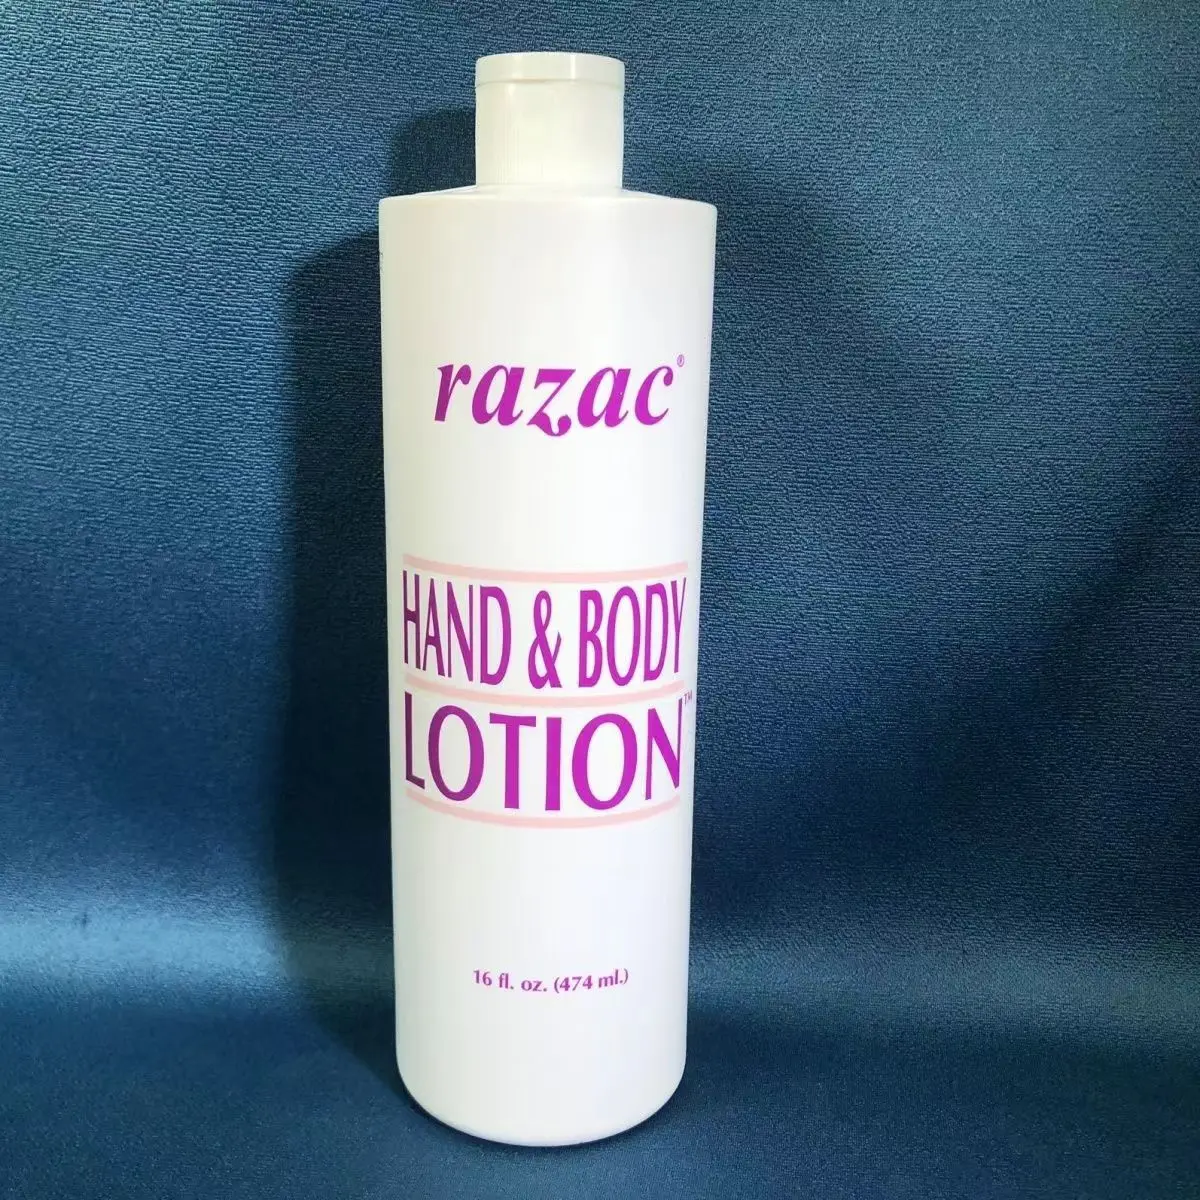 razac®
HAND & BODY
LOTION™
16 fl. oz. (474 ml.)